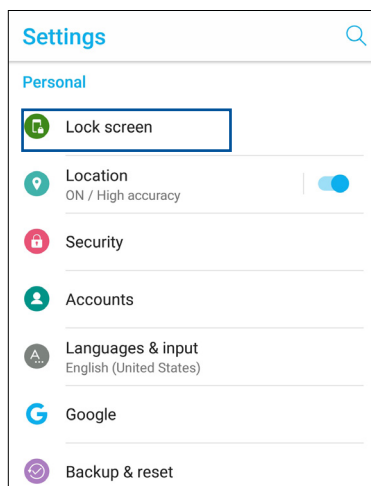 Settings
Personal
Lock screen
Location
ON / High accuracy
Security
Accounts
A...
Languages & input
English (United States)
G
Google
Backup & reset